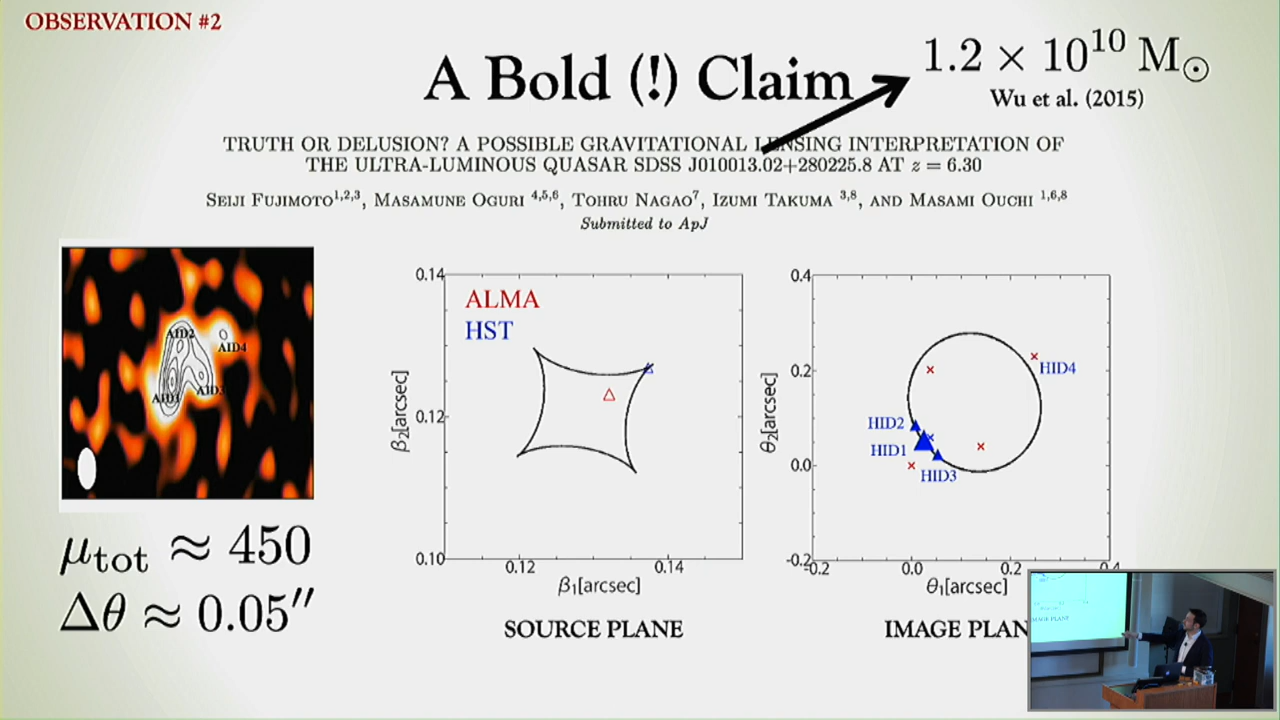 OBSERVATION #2
A Bold (!) Claim
1.2 × 10¹⁰ M☉
Wu et al. (2015)
TRUTH OR DELUSION? A POSSIBLE GRAVITATIONAL LENSING INTERPRETATION OF
THE ULTRA-LUMINOUS QUASAR SDSS J010013.02+280225.8 AT z = 6.30
SEIJI FUJIMOTO¹,²,³, MASAMUNE OGURI ⁴,⁵,⁶, TOHRU NAGAO⁷, IZUMI TAKUMA ³,⁸, AND MASAMI OUCHI ¹,⁶,⁸
Submitted to ApJ
AID2
AID4
AID3
AID1
μtot ≈ 450
Δθ ≈ 0.05″
0.14
0.12
0.10
β₂[arcsec]
ALMA
HST
0.12
0.14
β₁[arcsec]
SOURCE PLANE
0.4
0.2
0.0
-0.2
θ₂[arcsec]
HID4
HID2
HID1
HID3
-0.2
0.0
0.2
0.4
θ₁[arcsec]
IMAGE PLAN
IMAGE PLANE